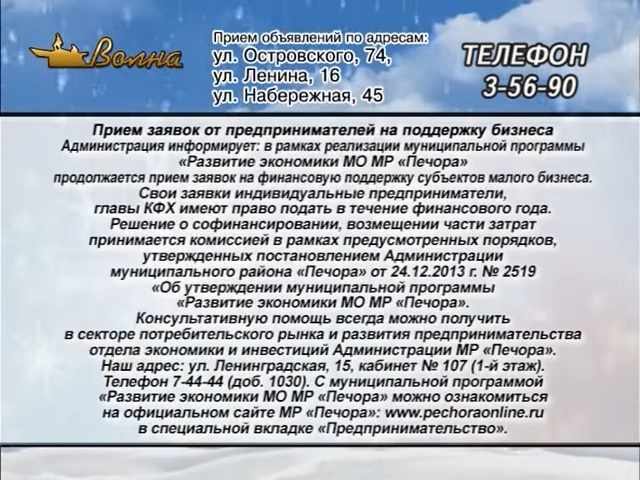 Волна
Прием объявлений по адресам:
ул. Островского, 74,
ул. Ленина, 16
ул. Набережная, 45
ТЕЛЕФОН
3-56-90
Прием заявок от предпринимателей на поддержку бизнеса
Администрация информирует: в рамках реализации муниципальной программы
«Развитие экономики МО МР «Печора»
продолжается прием заявок на финансовую поддержку субъектов малого бизнеса.
Свои заявки индивидуальные предприниматели,
главы КФХ имеют право подать в течение финансового года.
Решение о софинансировании, возмещении части затрат
принимается комиссией в рамках предусмотренных порядков,
утвержденных постановлением Администрации
муниципального района «Печора» от 24.12.2013 г. № 2519
«Об утверждении муниципальной программы
«Развитие экономики МО МР «Печора».
Консультативную помощь всегда можно получить
в секторе потребительского рынка и развития предпринимательства
отдела экономики и инвестиций Администрации МР «Печора».
Наш адрес: ул. Ленинградская, 15, кабинет № 107 (1-й этаж).
Телефон 7-44-44 (доб. 1030). С муниципальной программой
«Развитие экономики МО МР «Печора» можно ознакомиться
на официальном сайте МР «Печора»: www.pechoraonline.ru
в специальной вкладке «Предпринимательство».